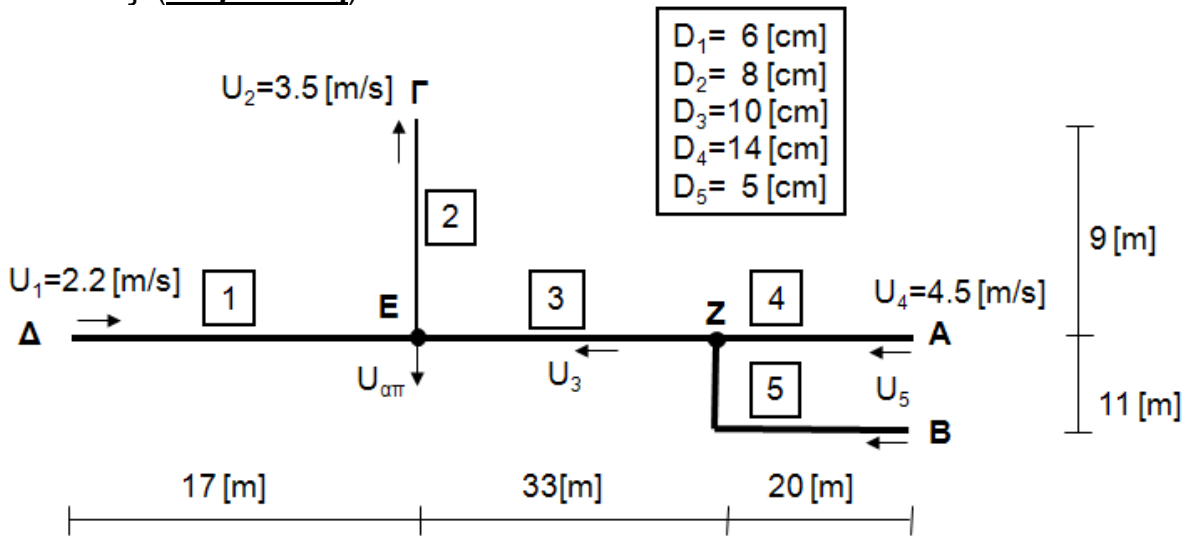 D₁= 6 [cm]
D₂= 8 [cm]
D₃=10 [cm]
D₄=14 [cm]
D₅= 5 [cm]
U₂=3.5 [m/s] Γ
2
9 [m]
U₁=2.2 [m/s]
1
E
3
Z
4
U₄=4.5 [m/s]
Δ
A
Uαπ
U₃
5
U₅
11 [m]
B
17 [m]
33[m]
20 [m]